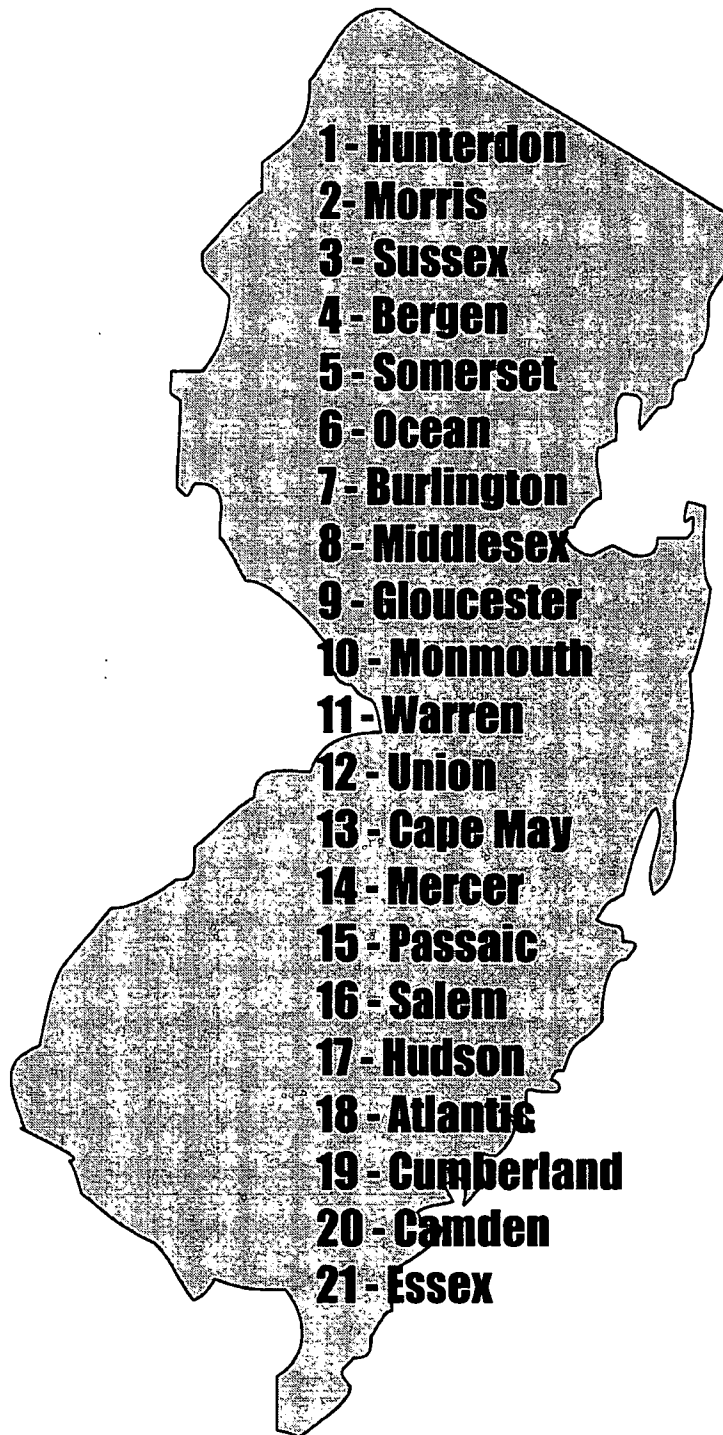 1 - Hunterdon
2- Morris
3 - Sussex
4 - Bergen
5 - Somerset
6 - Ocean
7 - Burlington
8 - Middlesex
9 - Gloucester
10 - Monmouth
11 - Warren
12 - Union
13 - Cape May
14 - Mercer
15 - Passaic
16 - Salem
17 - Hudson
18 - Atlantic
19 - Cumberland
20 - Camden
21 - Essex